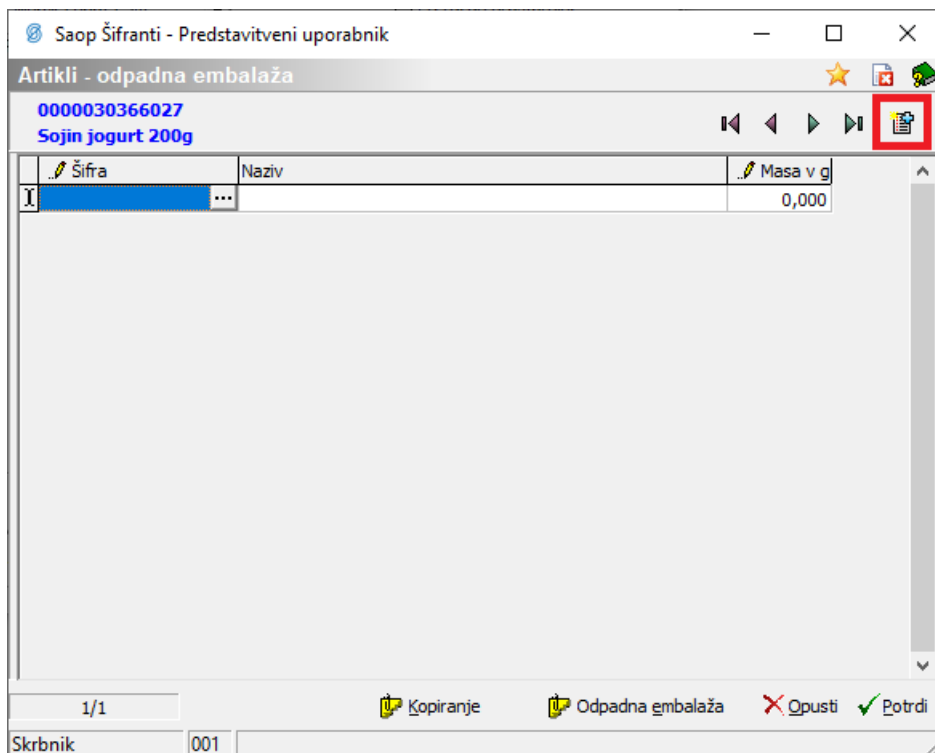 Saop Šifranti - Predstavitveni uporabnik
Artikli - odpadna embalaža
0000030366027
Sojin jogurt 200g
Šifra Naziv Masa v g
0,000
1/1 Kopiranje Odpadna embalaža Opusti Potrdi
Skrbnik 001